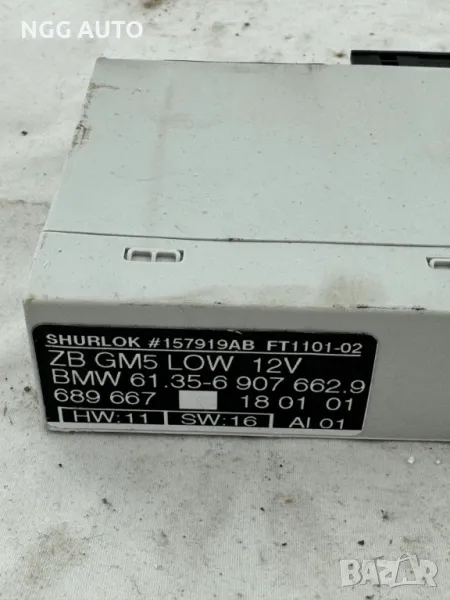 NGG AUTO
SHURLOK #157919AB FT1101-02
ZB GM5 LOW 12V
BMW 61.35-6 907 662.9
689 667 18 01 01
HW:11 SW:16 AI 01
BAZAR